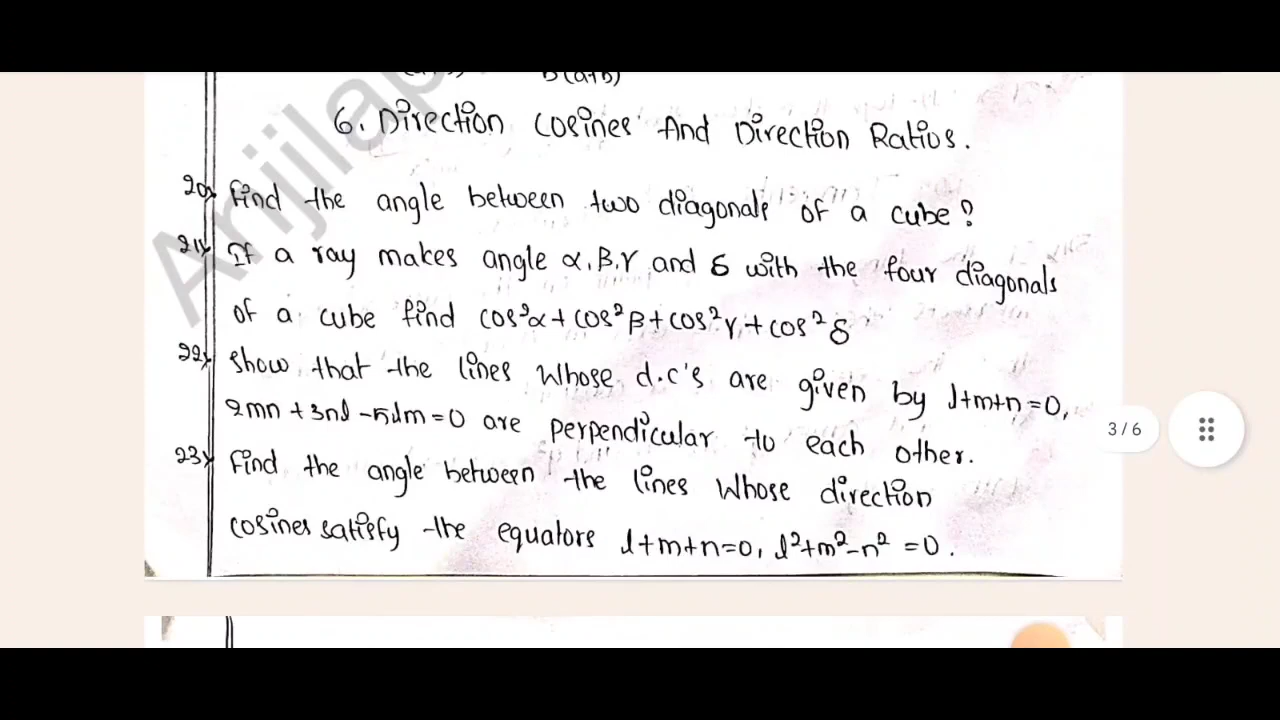 B(a+b)
6. Direction Cosines And Direction Ratios.
20) Find the angle between two diagonals of a cube?
21) If a ray makes angle α, β, γ and δ with the four diagonals
of a cube find cos²α + cos²β + cos²γ + cos²δ
22) Show that the lines whose d.c's are given by l+m+n=0,
2mn + 3nl - 5lm = 0 are perpendicular to each other.
23) Find the angle between the lines whose direction
cosines satisfy the equators l+m+n=0, l²+m²-n² = 0.
3 / 6